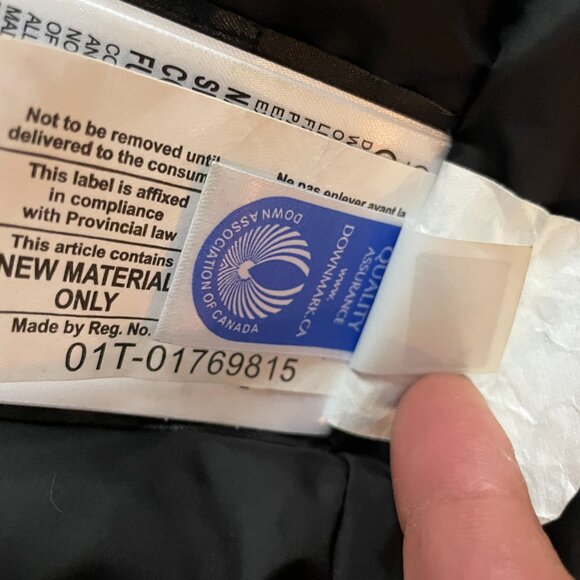 Not to be removed until
delivered to the consum
This label is affixed
in compliance
with Provincial law
This article contains
NEW MATERIAL
ONLY
Made by Reg. No.
01T-01769815
Ne pas enlever avant la
DOWN ASSOCIATION OF CANADA
QUALITY
ASSURANCE
www.
DOWNMARK.CA